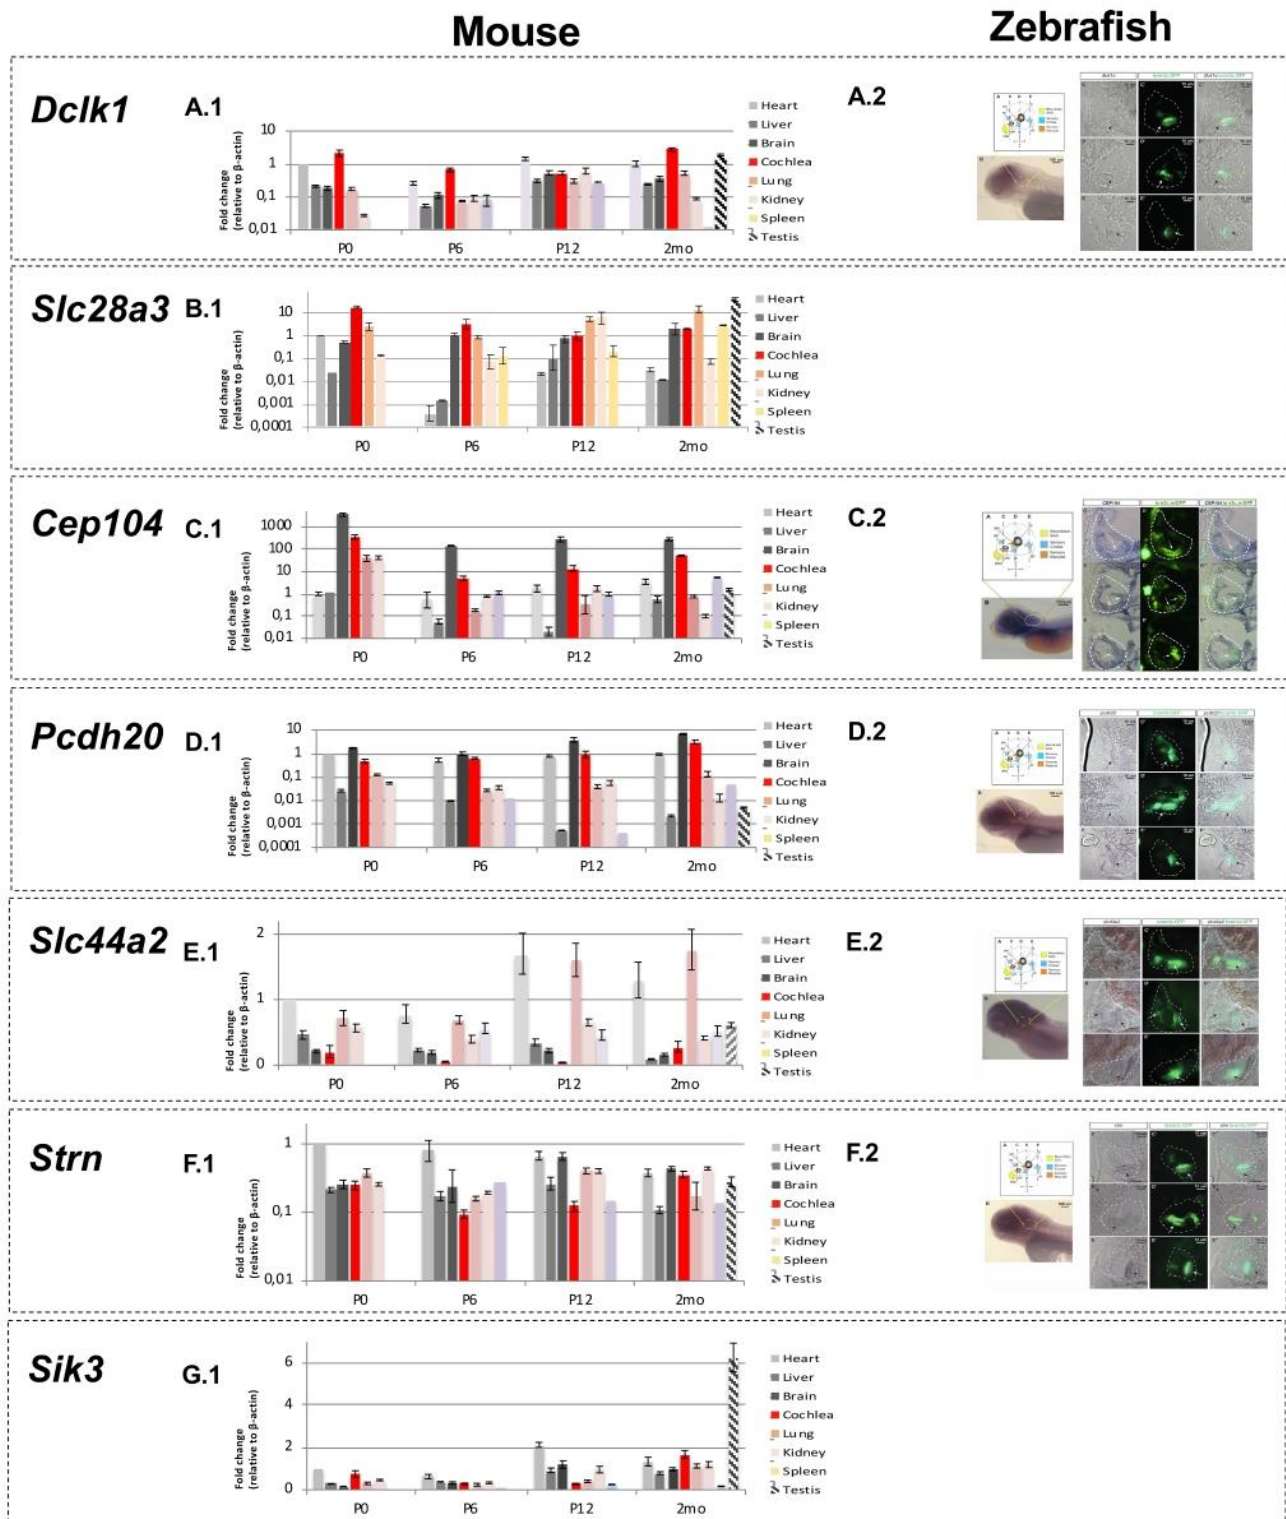 Mouse
Zebrafish
Dclk1
A.1
Fold change
(relative to β-actin)
10
1
0,1
0,01
P0
P6
P12
2mo
Heart
Liver
Brain
Cochlea
Lung
Kidney
Spleen
Testis
A.2
Slc28a3
B.1
Fold change
(relative to β-actin)
10
1
0,1
0,01
0,001
0,0001
P0
P6
P12
2mo
Heart
Liver
Brain
Cochlea
Lung
Kidney
Spleen
Testis
Cep104
C.1
Fold change
(relative to β-actin)
1000
100
10
1
0,1
0,01
P0
P6
P12
2mo
Heart
Liver
Brain
Cochlea
Lung
Kidney
Spleen
Testis
C.2
Pcdh20
D.1
Fold change
(relative to β-actin)
10
1
0,1
0,01
0,001
0,0001
P0
P6
P12
2mo
Heart
Liver
Brain
Cochlea
Lung
Kidney
Spleen
Testis
D.2
Slc44a2
E.1
Fold change
(relative to β-actin)
2
1
0
P0
P6
P12
2mo
Heart
Liver
Brain
Cochlea
Lung
Kidney
Spleen
Testis
E.2
Strn
F.1
Fold change
(relative to β-actin)
1
0,1
0,01
P0
P6
P12
2mo
Heart
Liver
Brain
Cochlea
Lung
Kidney
Spleen
Testis
F.2
Sik3
G.1
Fold change
(relative to β-actin)
6
4
2
0
P0
P6
P12
2mo
Heart
Liver
Brain
Cochlea
Lung
Kidney
Spleen
Testis